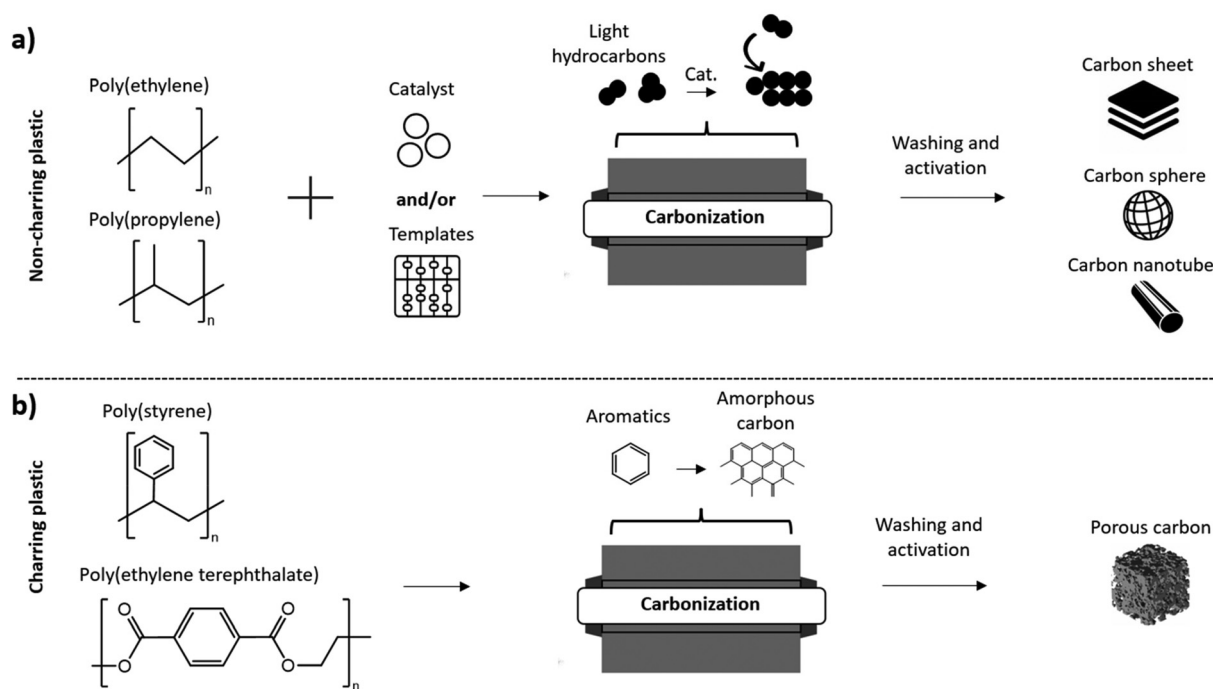 a)
Non-charring plastic
Poly(ethylene)
n
Poly(propylene)
n
+
Catalyst
and/or
Templates
Light
hydrocarbons
Cat.
Carbonization
Washing and
activation
Carbon sheet
Carbon sphere
Carbon nanotube
b)
Charring plastic
Poly(styrene)
n
Poly(ethylene terephthalate)
O
O
O
O
n
Aromatics
Amorphous
carbon
Carbonization
Washing and
activation
Porous carbon